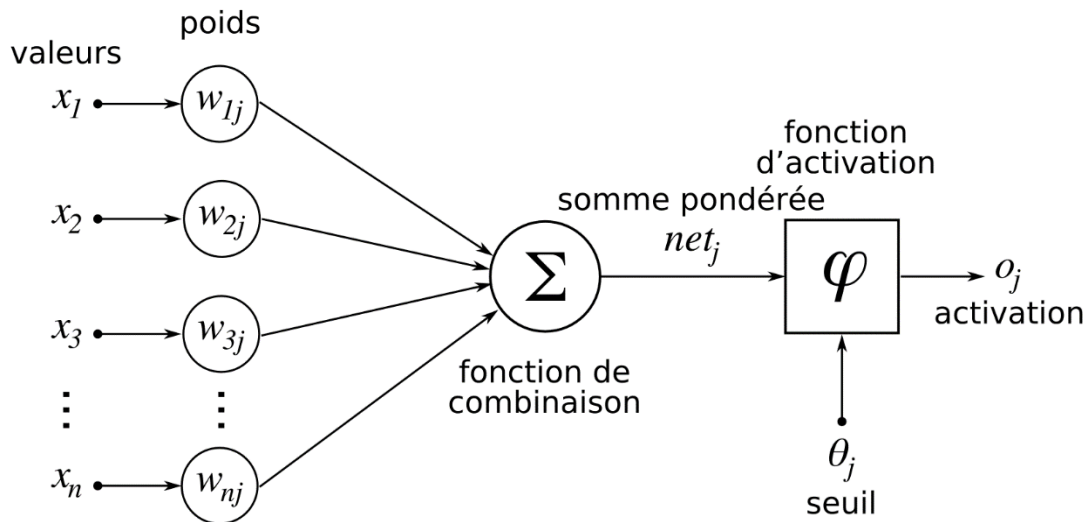 poids
valeurs
x₁
w₁ⱼ
x₂
w₂ⱼ
x₃
w₃ⱼ
⋮
⋮
xₙ
wₙⱼ
Σ
fonction de
combinaison
somme pondérée
netⱼ
fonction
d’activation
φ
oⱼ
activation
θⱼ
seuil